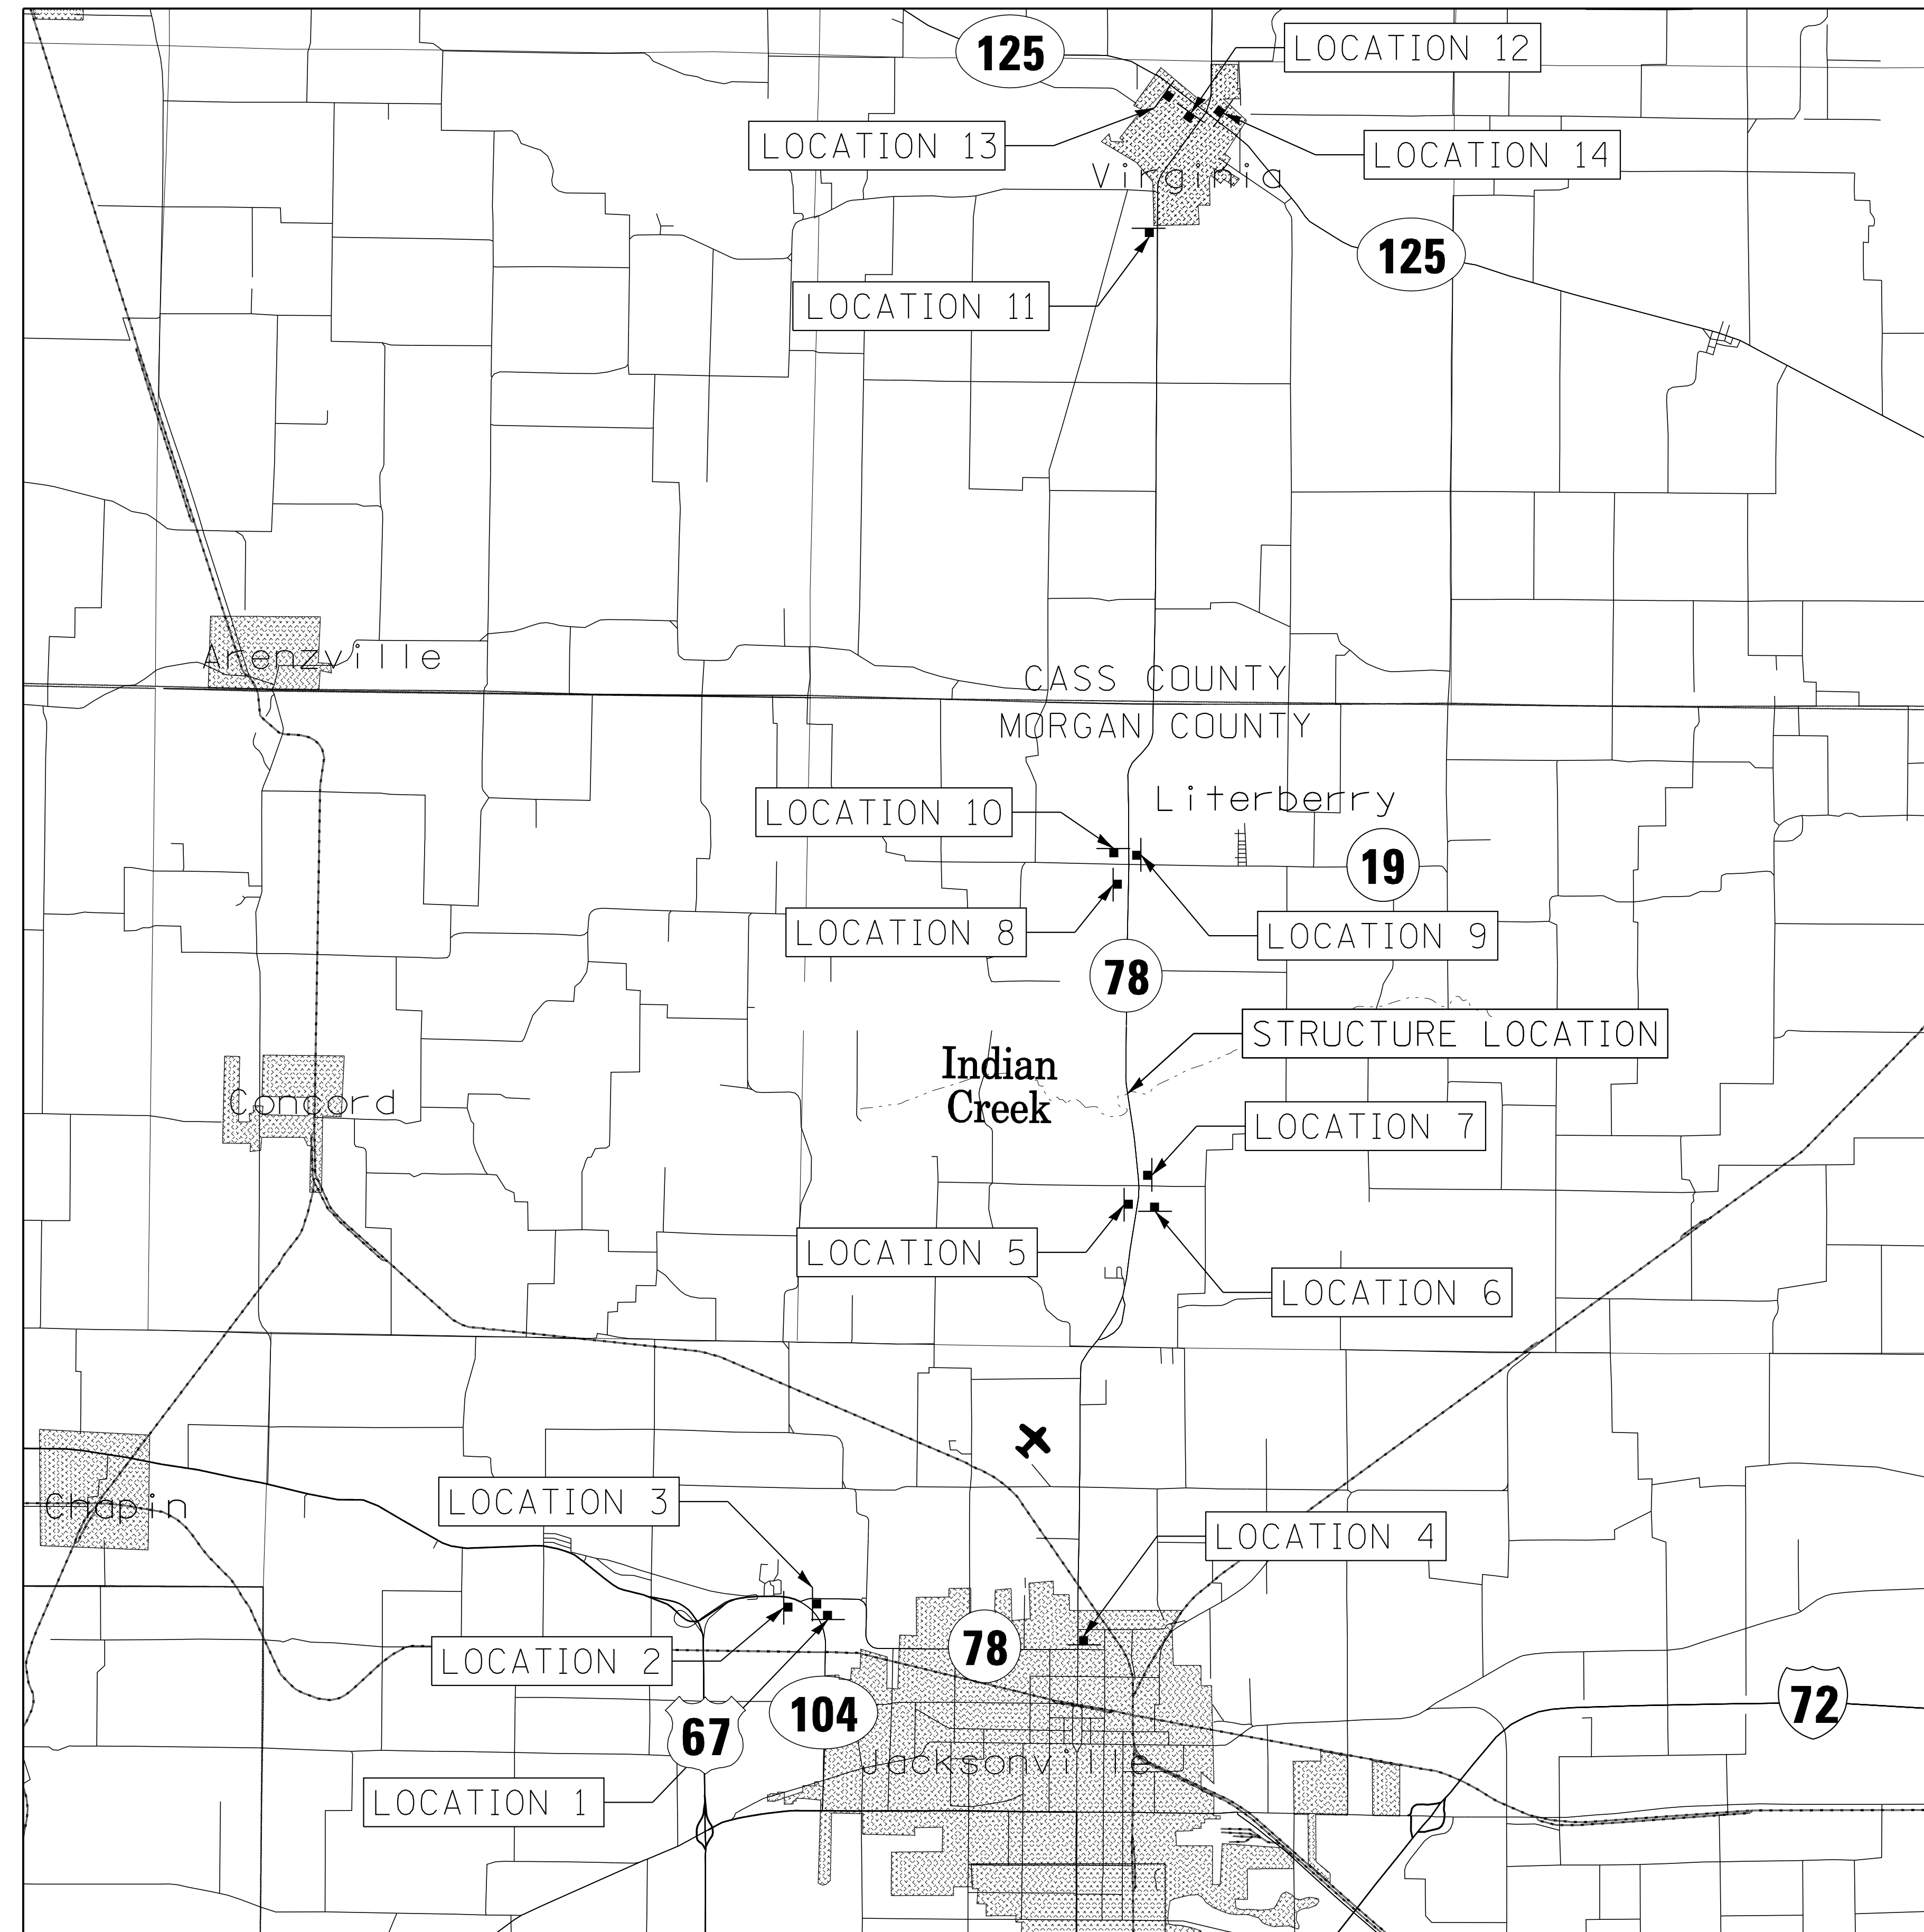 125
LOCATION 12
LOCATION 13
LOCATION 14
Virginia
125
LOCATION 11
Arenzville
CASS COUNTY
MORGAN COUNTY
Literberry
LOCATION 10
19
LOCATION 8
LOCATION 9
78
STRUCTURE LOCATION
Indian
Creek
Concord
LOCATION 7
LOCATION 5
LOCATION 6
Chapin
LOCATION 3
LOCATION 4
LOCATION 2
78
72
104
67
Jacksonville
LOCATION 1